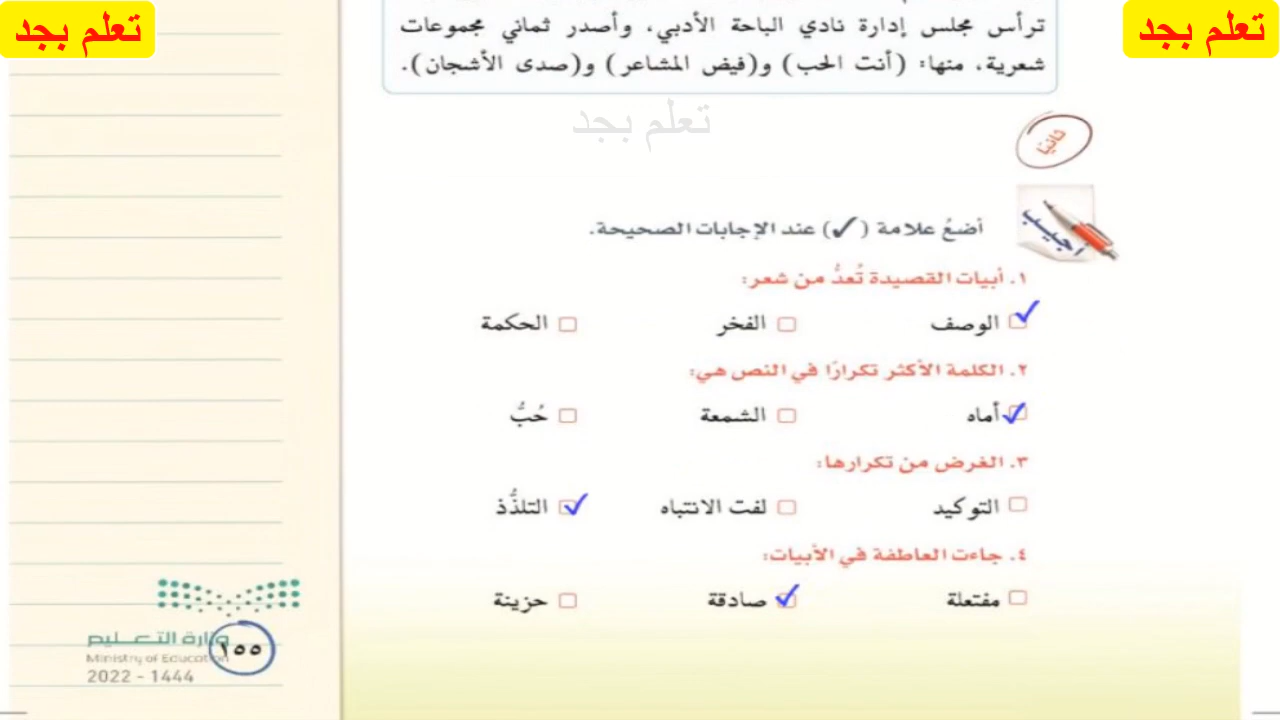 تعلم بجد
تعلم بجد
ترأس مجلس إدارة نادي الباحة الأدبي، وأصدر ثماني مجموعات
شعرية، منها: (أنت الحب) و(فيض المشاعر) و(صدى الأشجان).
تعلم بجد
ثانيًا
أجيب
أضعُ علامة (✓) عند الإجابات الصحيحة.
١. أبيات القصيدة تُعدُّ من شعر:
الوصف الفخر الحكمة
٢. الكلمة الأكثر تكرارًا في النص هي:
أماه الشمعة حُبُّ
٣. الغرض من تكرارها:
التوكيد لفت الانتباه التلذُّذ
٤. جاءت العاطفة في الأبيات:
مفتعلة صادقة حزينة
وزارة التعليم
Ministry of Education
2022 - 1444
١٥٥